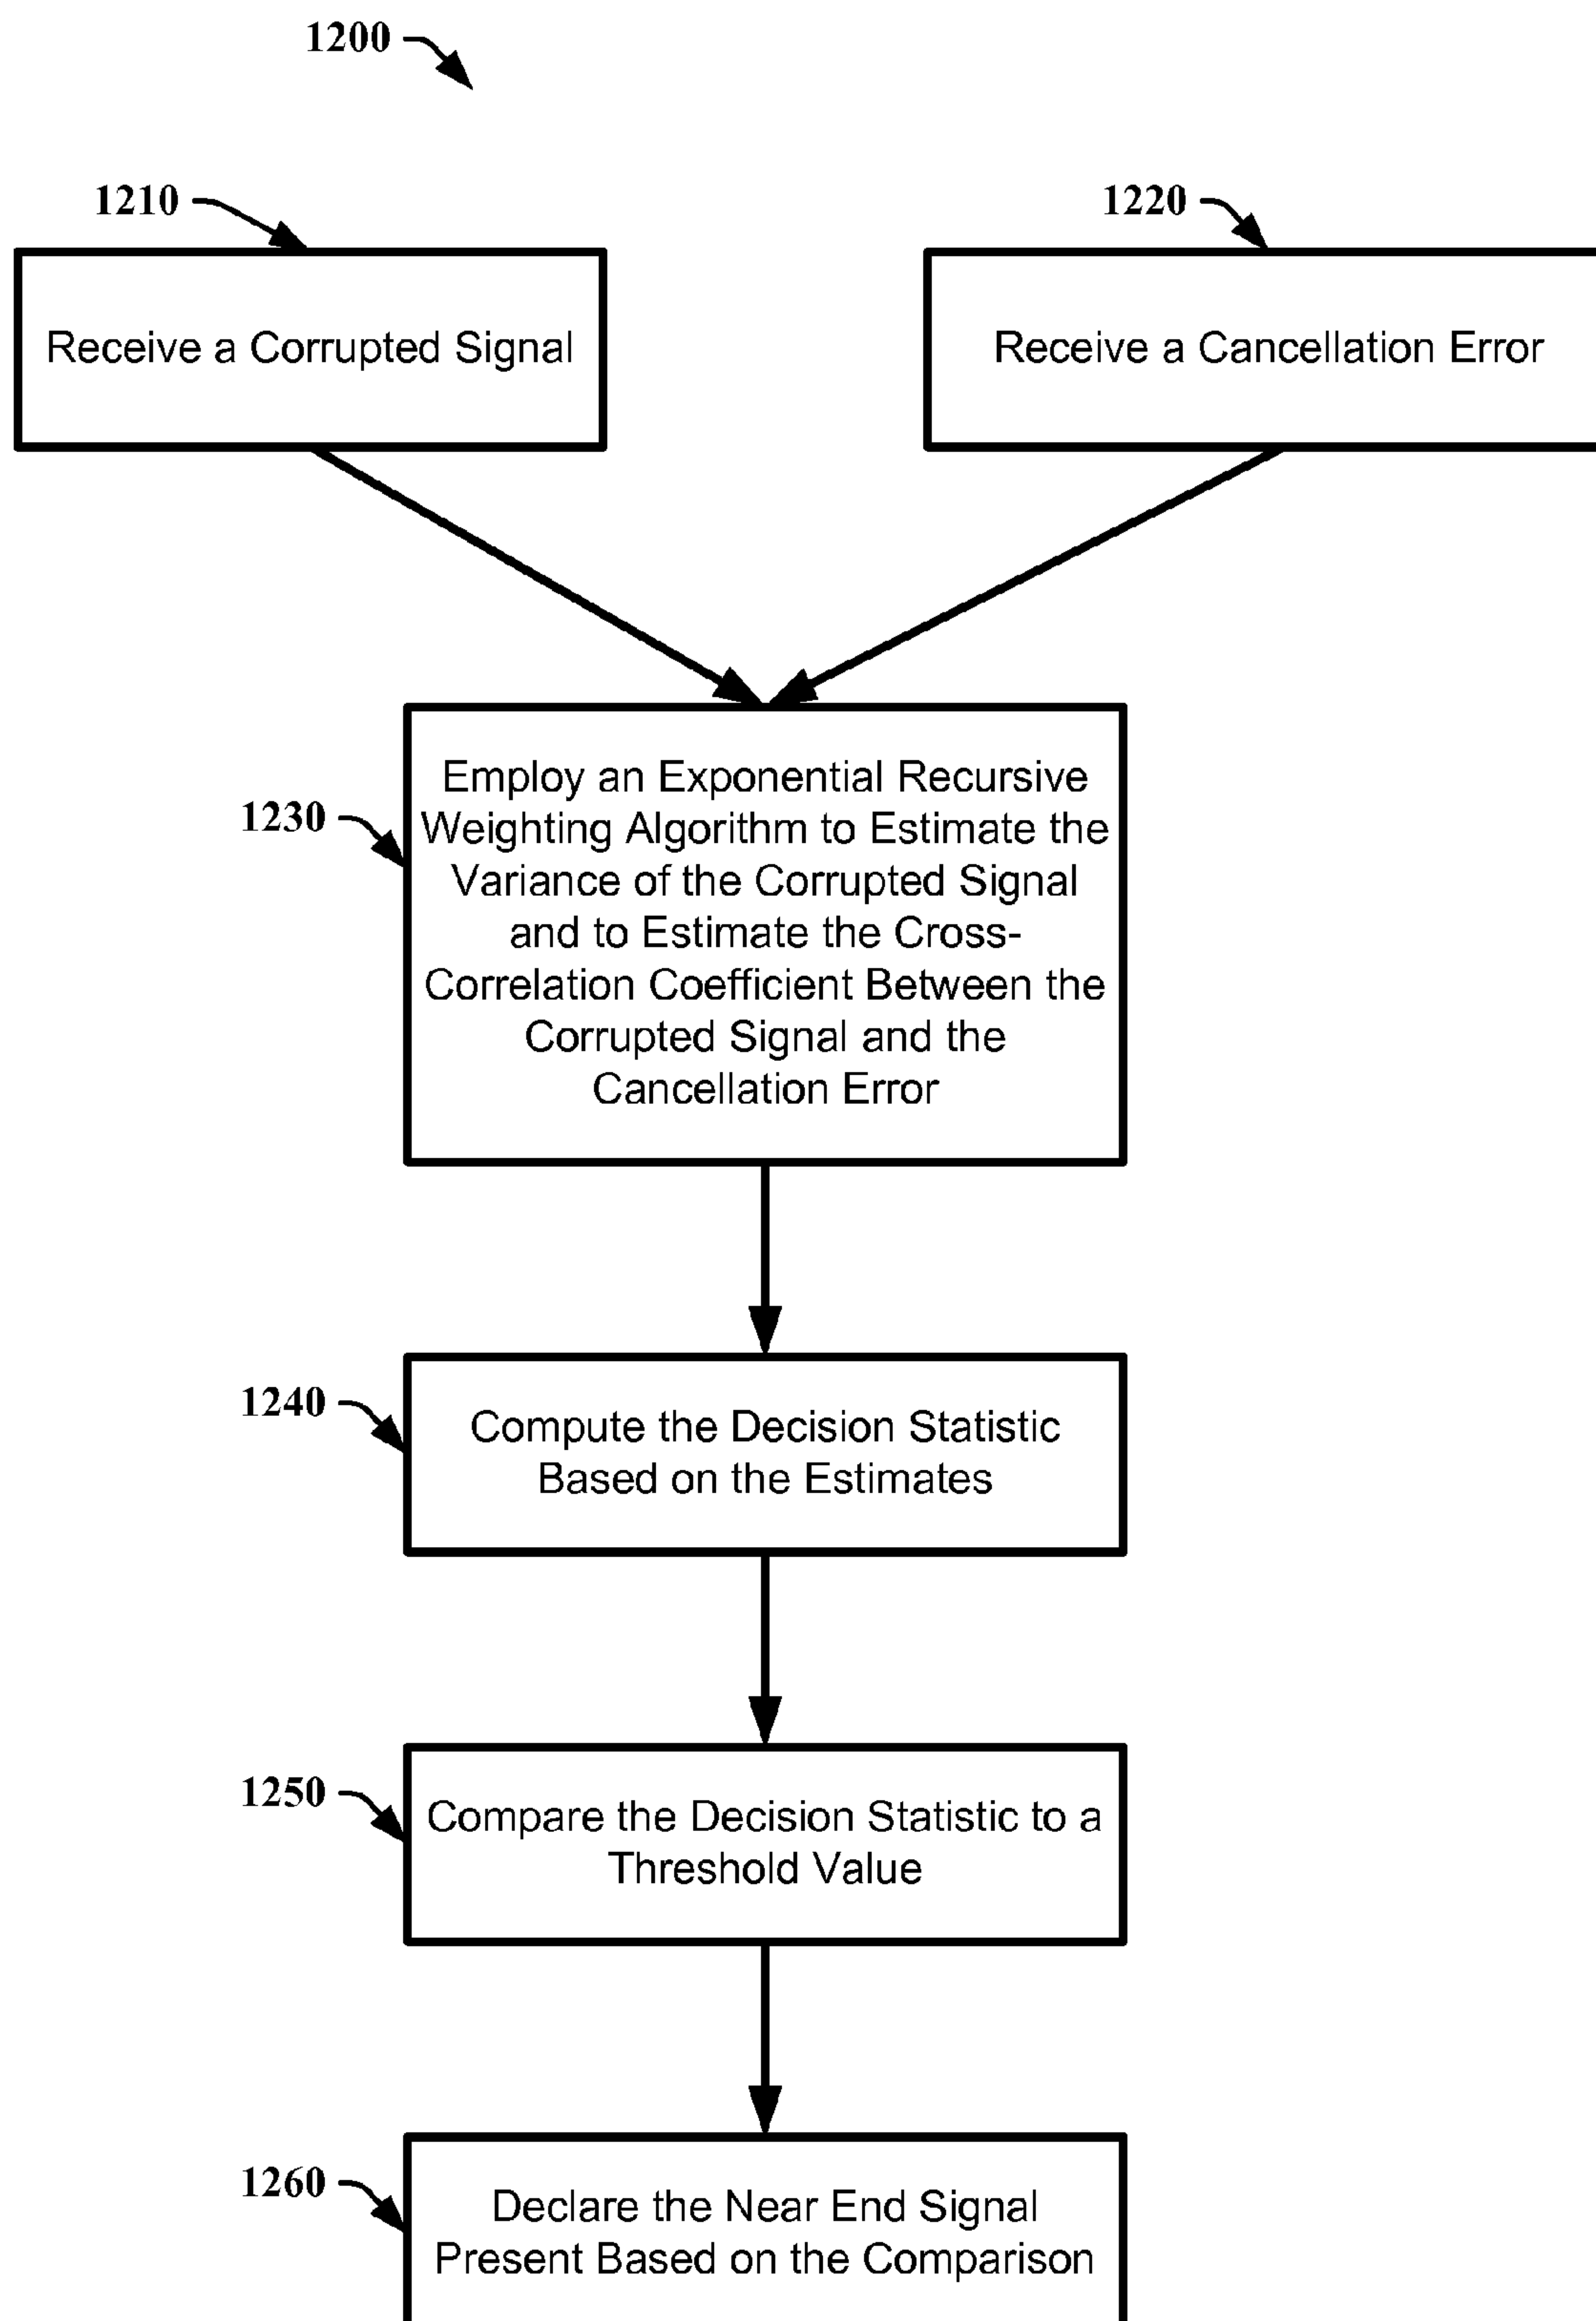 1200
1210
1220
Receive a Corrupted Signal
Receive a Cancellation Error
1230
Employ an Exponential Recursive
Weighting Algorithm to Estimate the
Variance of the Corrupted Signal
and to Estimate the Cross-
Correlation Coefficient Between the
Corrupted Signal and the
Cancellation Error
1240
Compute the Decision Statistic
Based on the Estimates
1250
Compare the Decision Statistic to a
Threshold Value
1260
Declare the Near End Signal
Present Based on the Comparison